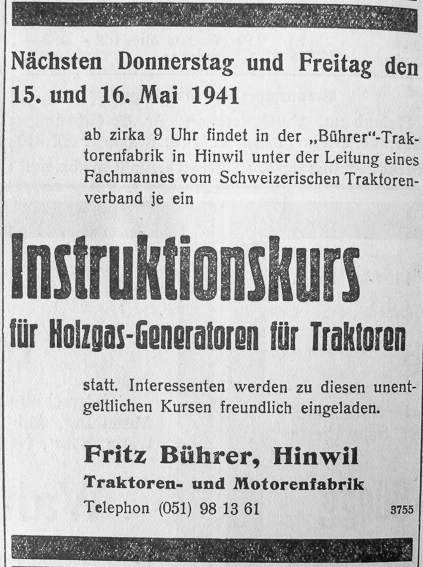 Nächsten Donnerstag und Freitag den
15. und 16. Mai 1941
ab zirka 9 Uhr findet in der „Bührer“-Trak-
torenfabrik in Hinwil unter der Leitung eines
Fachmannes vom Schweizerischen Traktoren-
verband je ein
Instruktionskurs
für Holzgas-Generatoren für Traktoren
statt. Interessenten werden zu diesen unent-
geltlichen Kursen freundlich eingeladen.
Fritz Bührer, Hinwil
Traktoren- und Motorenfabrik
Telephon (051) 98 13 61 3755